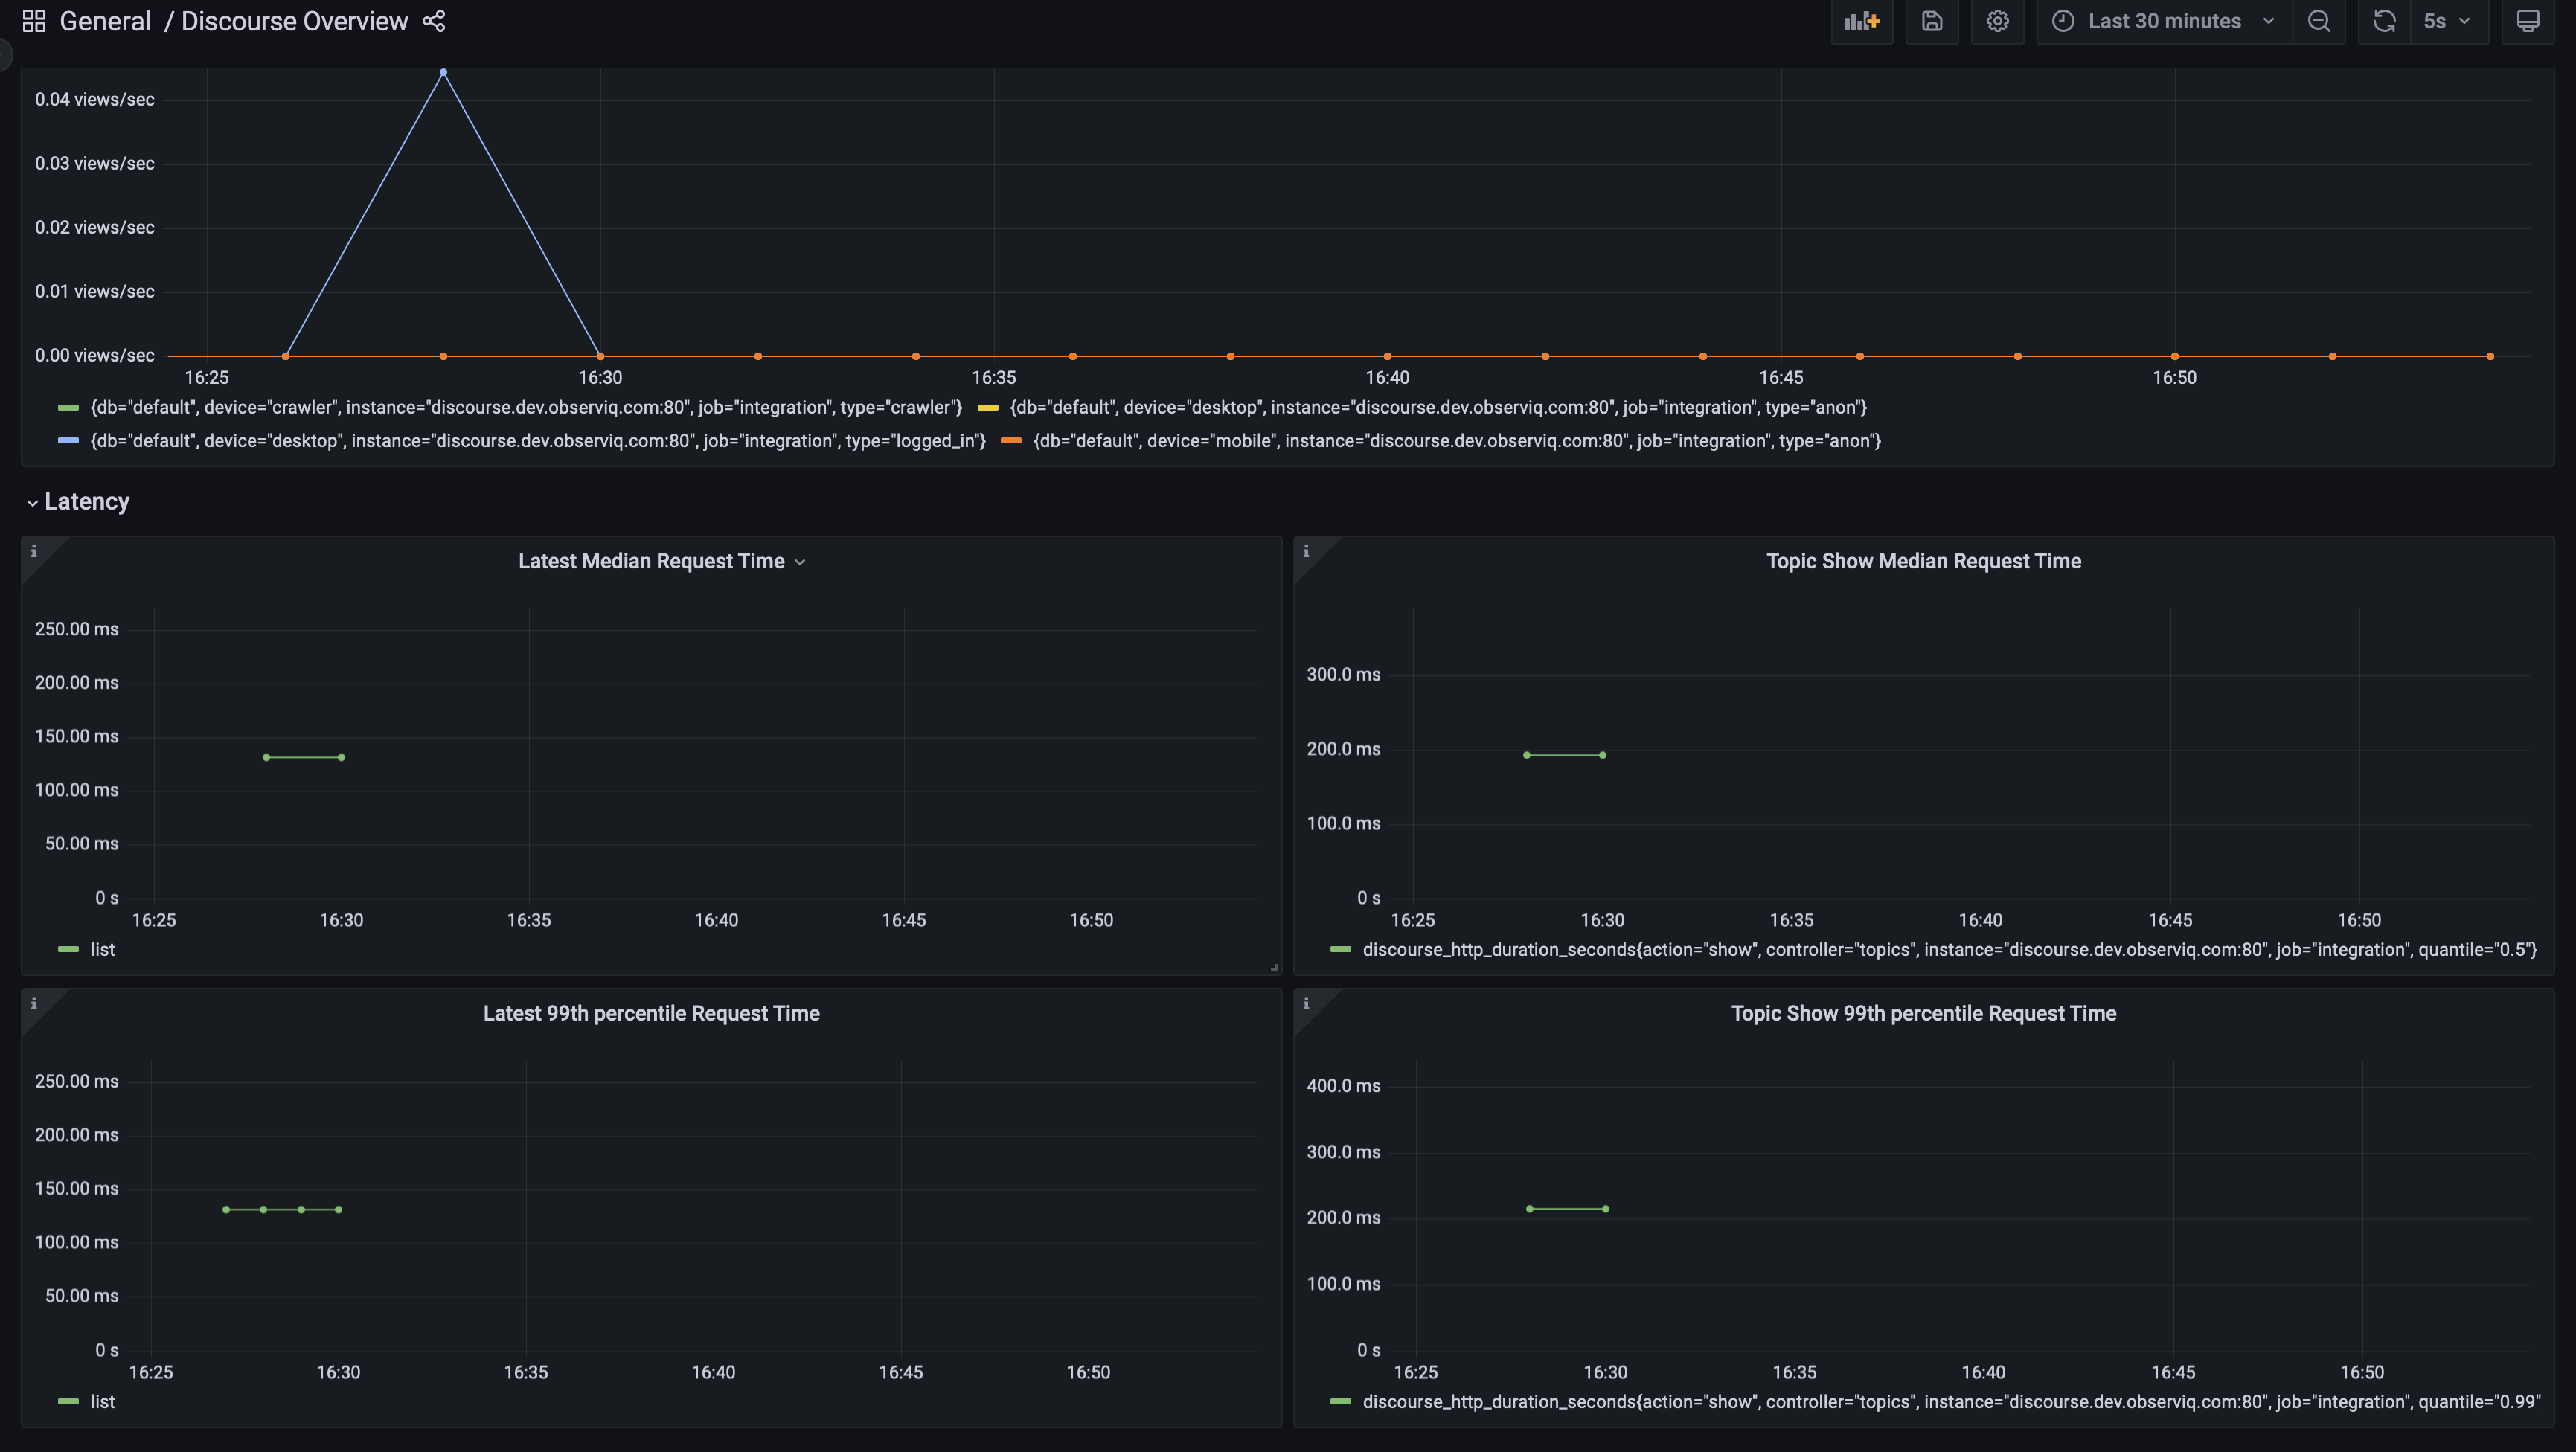 General / Discourse Overview
Last 30 minutes
5s
0.04 views/sec
0.03 views/sec
0.02 views/sec
0.01 views/sec
0.00 views/sec
16:25 16:30 16:35 16:40 16:45 16:50
{db="default", device="crawler", instance="discourse.dev.observiq.com:80", job="integration", type="crawler"} {db="default", device="desktop", instance="discourse.dev.observiq.com:80", job="integration", type="anon"}
{db="default", device="desktop", instance="discourse.dev.observiq.com:80", job="integration", type="logged_in"} {db="default", device="mobile", instance="discourse.dev.observiq.com:80", job="integration", type="anon"}
Latency
i
Latest Median Request Time
250.00 ms
200.00 ms
150.00 ms
100.00 ms
50.00 ms
0 s
16:25 16:30 16:35 16:40 16:45 16:50
list
i
Topic Show Median Request Time
300.0 ms
200.0 ms
100.0 ms
0 s
16:25 16:30 16:35 16:40 16:45 16:50
discourse_http_duration_seconds{action="show", controller="topics", instance="discourse.dev.observiq.com:80", job="integration", quantile="0.5"}
i
Latest 99th percentile Request Time
250.00 ms
200.00 ms
150.00 ms
100.00 ms
50.00 ms
0 s
16:25 16:30 16:35 16:40 16:45 16:50
list
i
Topic Show 99th percentile Request Time
400.0 ms
300.0 ms
200.0 ms
100.0 ms
0 s
16:25 16:30 16:35 16:40 16:45 16:50
discourse_http_duration_seconds{action="show", controller="topics", instance="discourse.dev.observiq.com:80", job="integration", quantile="0.99"